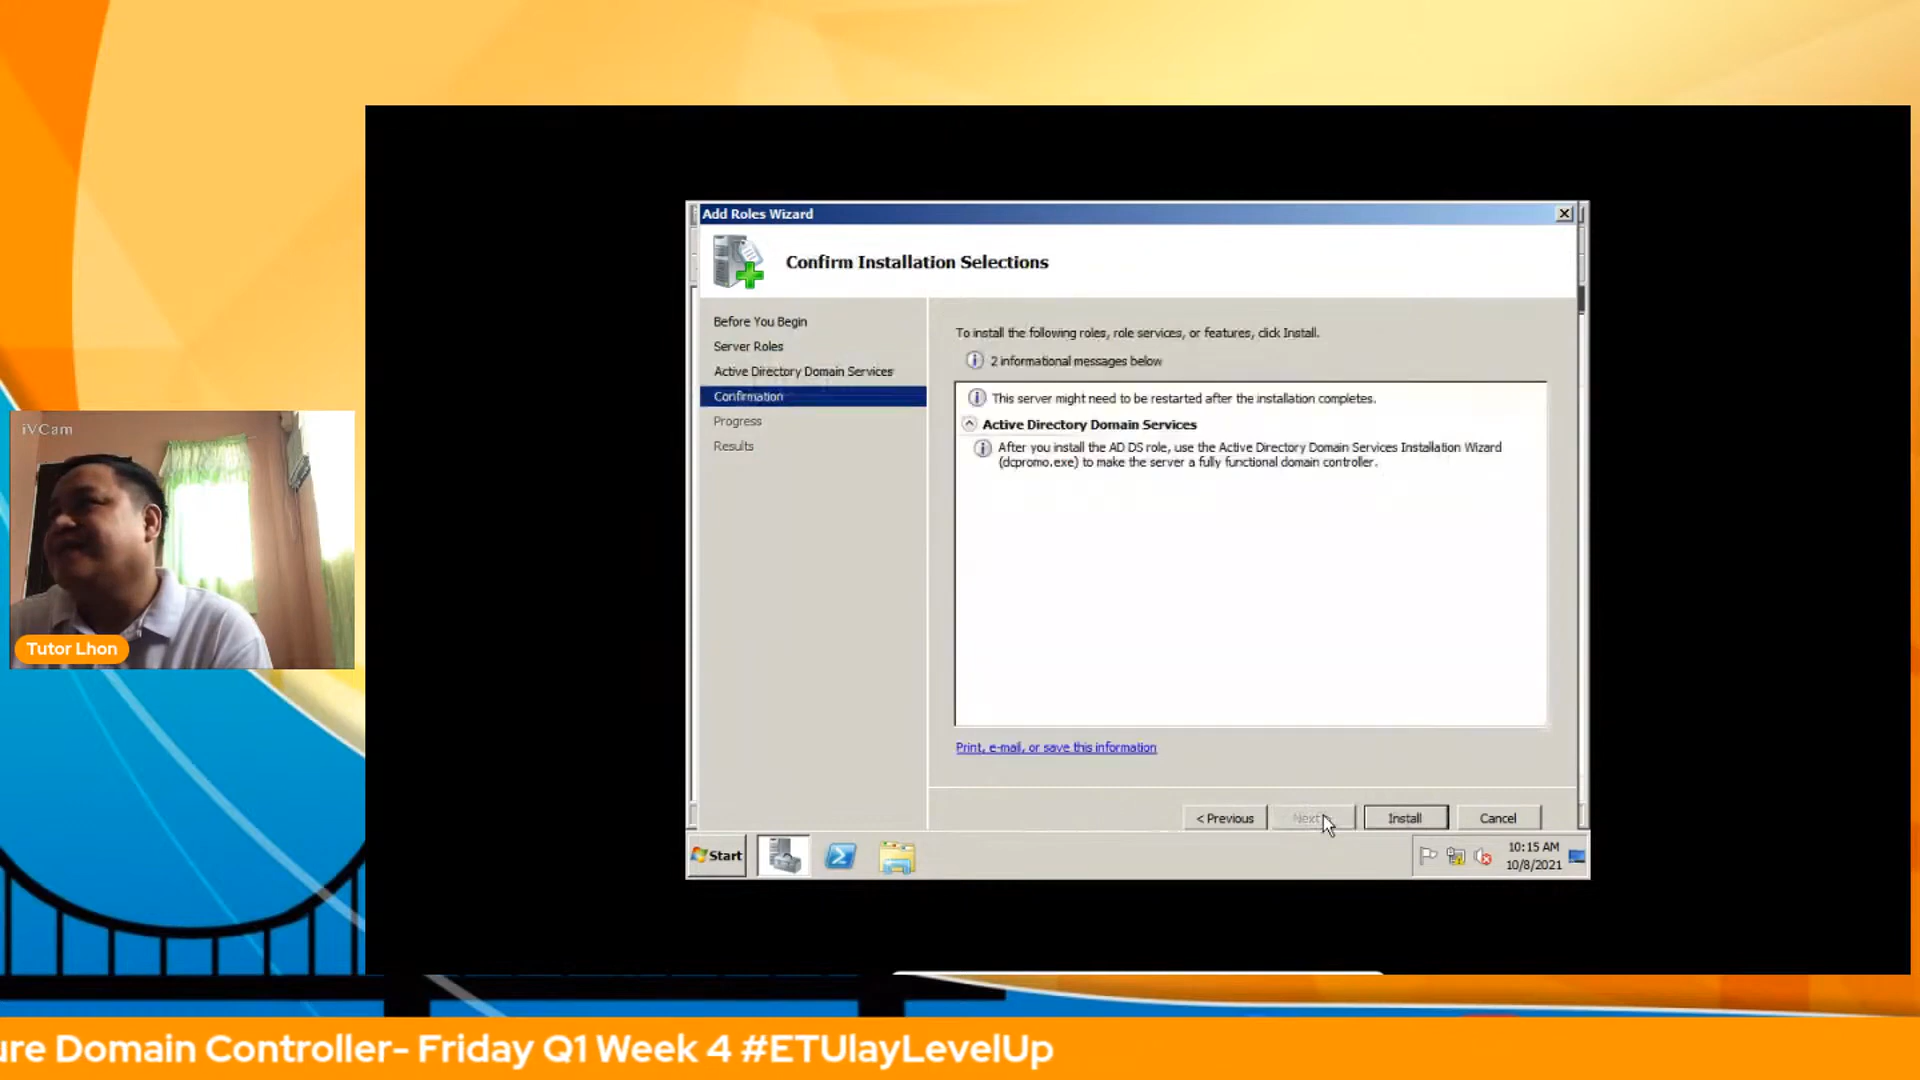 Add Roles Wizard
Confirm Installation Selections
Before You Begin
Server Roles
Active Directory Domain Services
Confirmation
Progress
Results
To install the following roles, role services, or features, click Install.
2 informational messages below
This server might need to be restarted after the installation completes.
Active Directory Domain Services
After you install the AD DS role, use the Active Directory Domain Services Installation Wizard
(dcpromo.exe) to make the server a fully functional domain controller.
Print, e-mail, or save this information
< Previous
Next
Install
Cancel
Start
10:15 AM
10/8/2021
iVCam
Tutor Lhon
ure Domain Controller- Friday Q1 Week 4 #ETUlayLevelUp